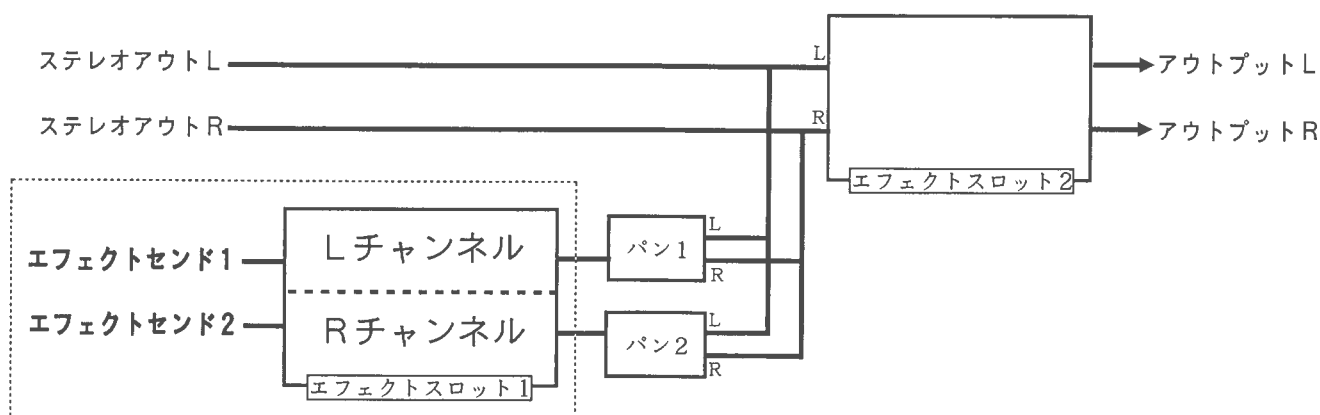 ステレオアウトL
L
アウトプットL
ステレオアウトR
R
アウトプットR
エフェクトスロット2
エフェクトセンド1
Lチャンネル
パン1
L
R
エフェクトセンド2
Rチャンネル
パン2
L
R
エフェクトスロット1